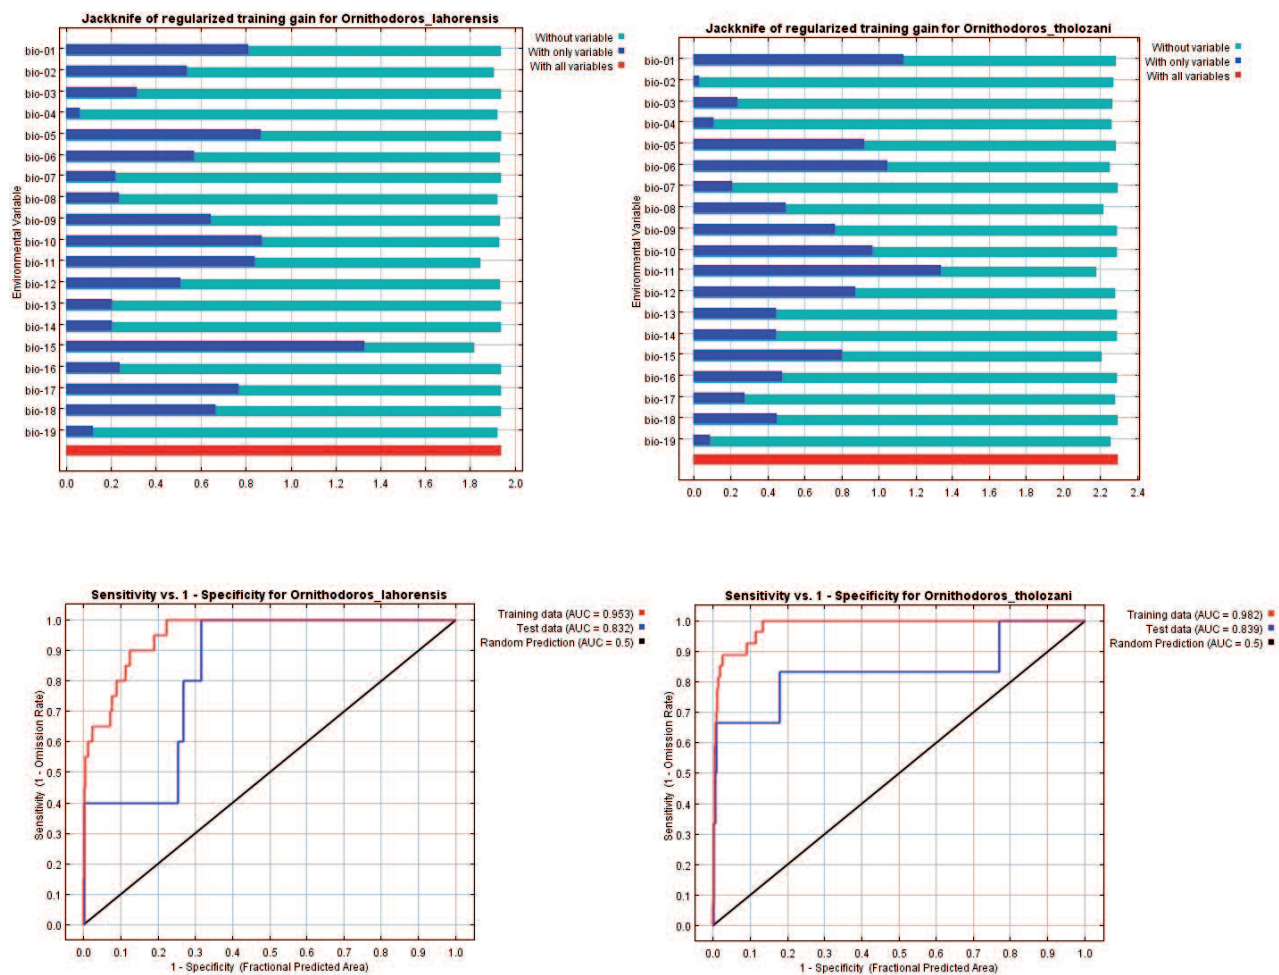 Jackknife of regularized training gain for Ornithodoros_lahorensis
Without variable
With only variable
With all variables
Environmental Variable
bio-01
bio-02
bio-03
bio-04
bio-05
bio-06
bio-07
bio-08
bio-09
bio-10
bio-11
bio-12
bio-13
bio-14
bio-15
bio-16
bio-17
bio-18
bio-19
0.0 0.2 0.4 0.6 0.8 1.0 1.2 1.4 1.6 1.8 2.0
Jackknife of regularized training gain for Ornithodoros_tholozani
Without variable
With only variable
With all variables
Environmental Variable
bio-01
bio-02
bio-03
bio-04
bio-05
bio-06
bio-07
bio-08
bio-09
bio-10
bio-11
bio-12
bio-13
bio-14
bio-15
bio-16
bio-17
bio-18
bio-19
0.0 0.2 0.4 0.6 0.8 1.0 1.2 1.4 1.6 1.8 2.0 2.2 2.4
Sensitivity vs. 1 - Specificity for Ornithodoros_lahorensis
Training data (AUC = 0.953)
Test data (AUC = 0.832)
Random Prediction (AUC = 0.5)
Sensitivity (1 - Omission Rate)
1.0
0.9
0.8
0.7
0.6
0.5
0.4
0.3
0.2
0.1
0.0
0.0 0.1 0.2 0.3 0.4 0.5 0.6 0.7 0.8 0.9 1.0
1 - Specificity (Fractional Predicted Area)
Sensitivity vs. 1 - Specificity for Ornithodoros_tholozani
Training data (AUC = 0.982)
Test data (AUC = 0.839)
Random Prediction (AUC = 0.5)
Sensitivity (1 - Omission Rate)
1.0
0.9
0.8
0.7
0.6
0.5
0.4
0.3
0.2
0.1
0.0
0.0 0.1 0.2 0.3 0.4 0.5 0.6 0.7 0.8 0.9 1.0
1 - Specificity (Fractional Predicted Area)